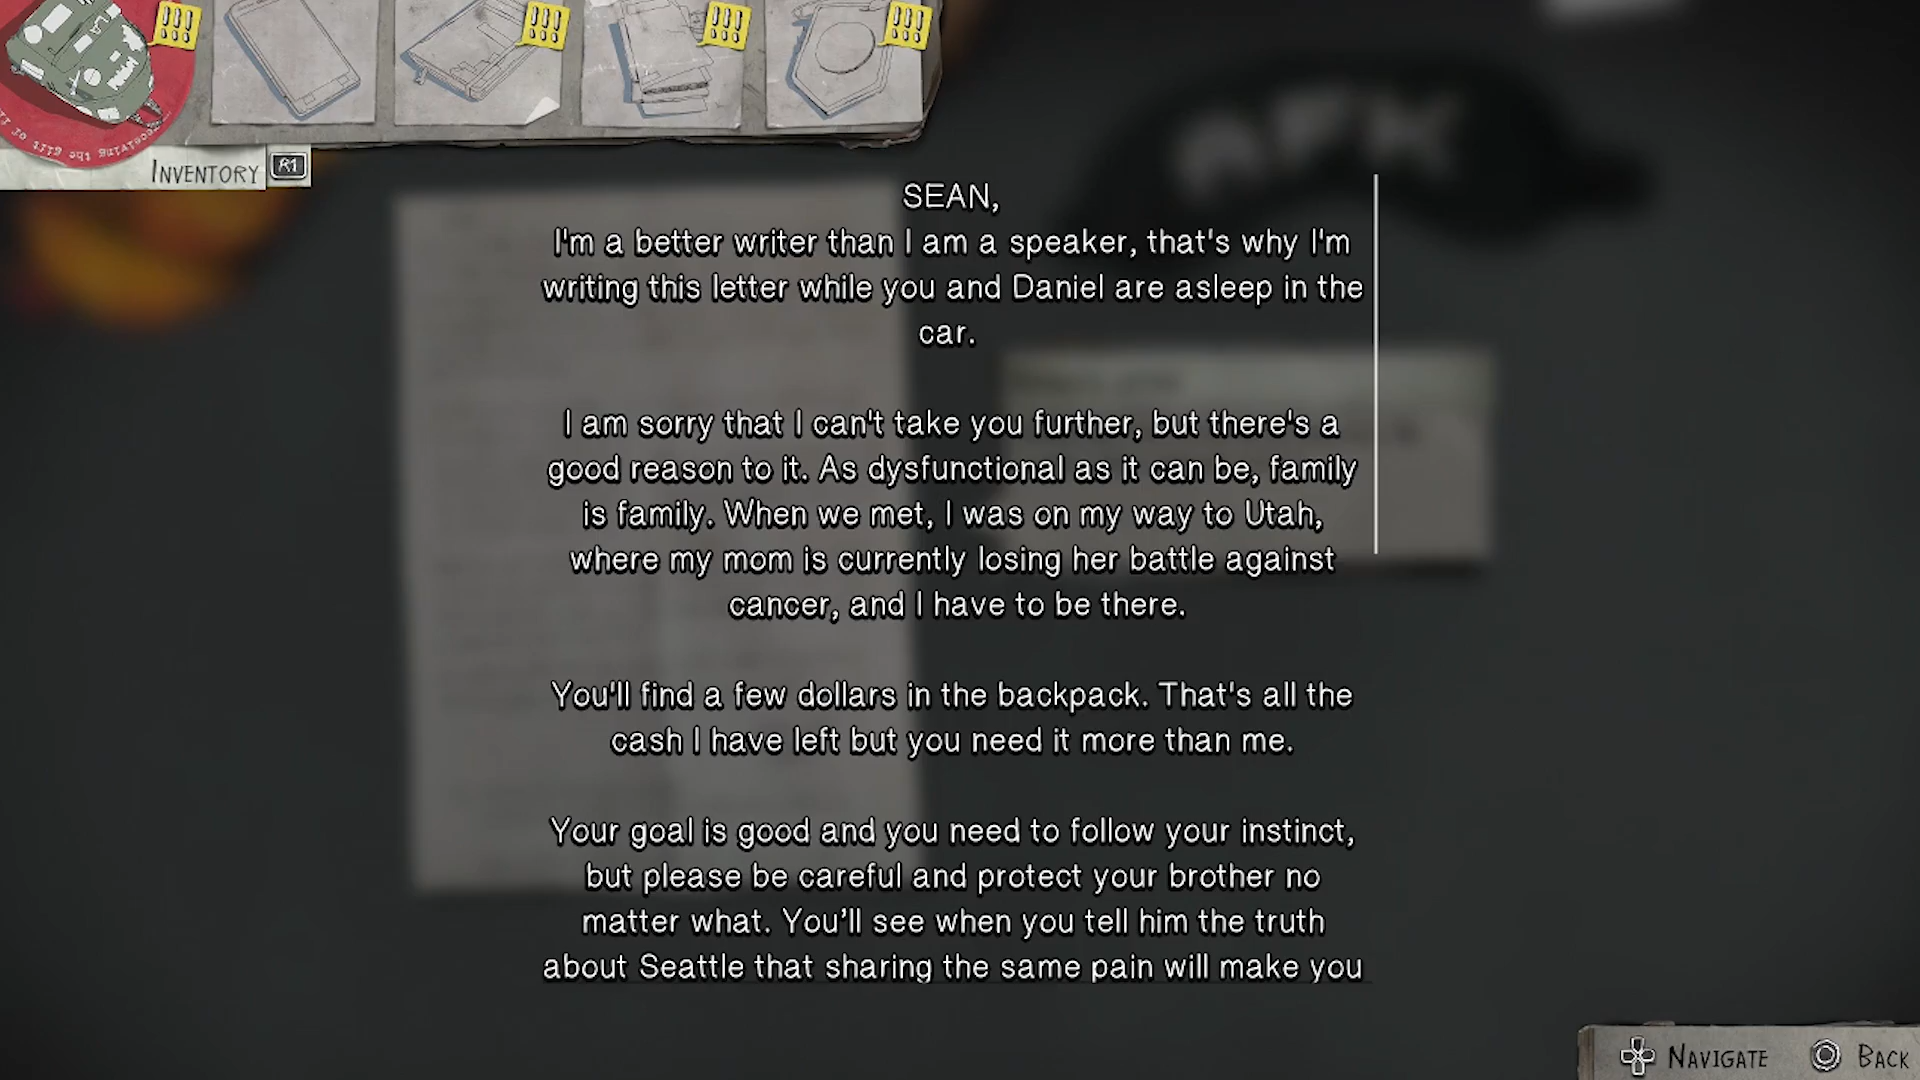 INVENTORY R1
AFK
SEAN,
I'm a better writer than I am a speaker, that's why I'm
writing this letter while you and Daniel are asleep in the
car.
I am sorry that I can't take you further, but there's a
good reason to it. As dysfunctional as it can be, family
is family. When we met, I was on my way to Utah,
where my mom is currently losing her battle against
cancer, and I have to be there.
You'll find a few dollars in the backpack. That's all the
cash I have left but you need it more than me.
Your goal is good and you need to follow your instinct,
but please be careful and protect your brother no
matter what. You’ll see when you tell him the truth
about Seattle that sharing the same pain will make you
NAVIGATE
BACK